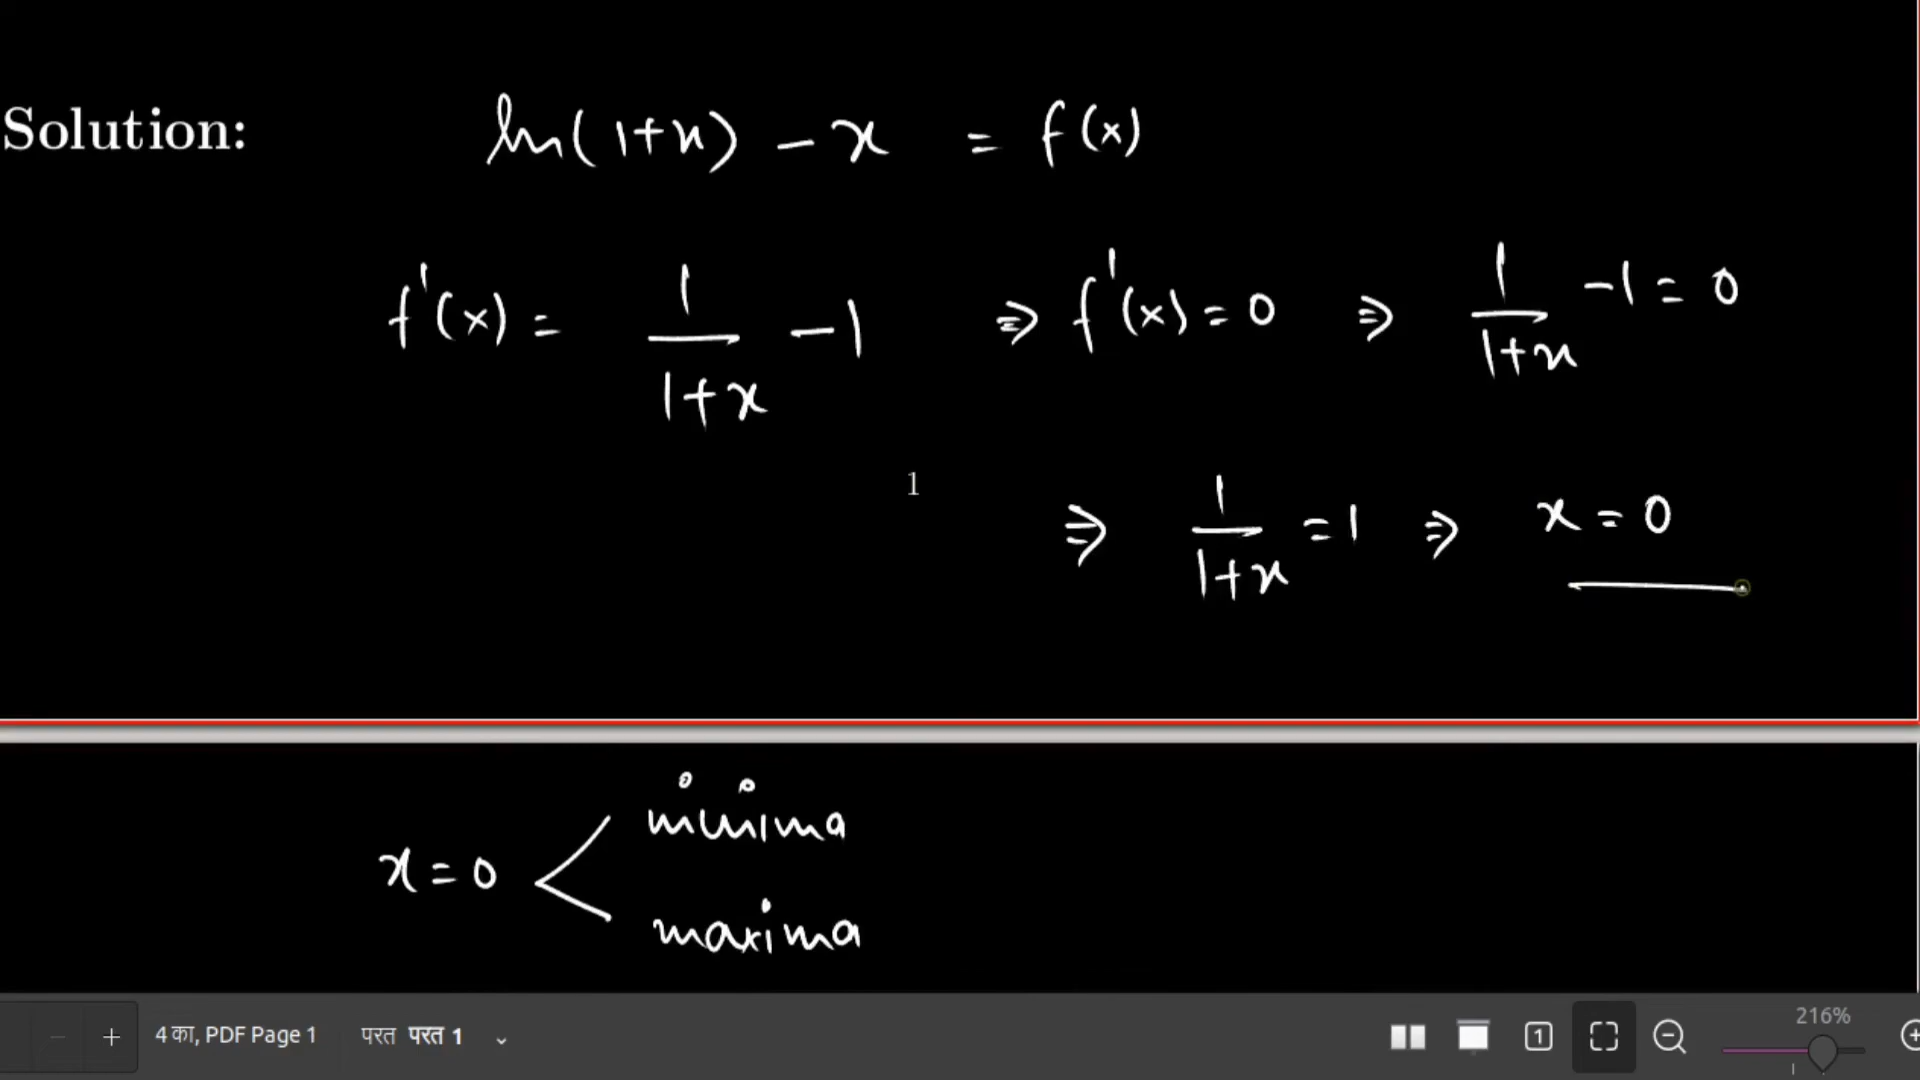 Solution: ln(1+x) - x = f(x)
f'(x) = 1/(1+x) - 1 ⇒ f'(x) = 0 ⇒ 1/(1+x) - 1 = 0
1
⇒ 1/(1+x) = 1 ⇒ x = 0
minima
x = 0 <
maxima
− + 4 का, PDF Page 1 परत परत 1 1 216%